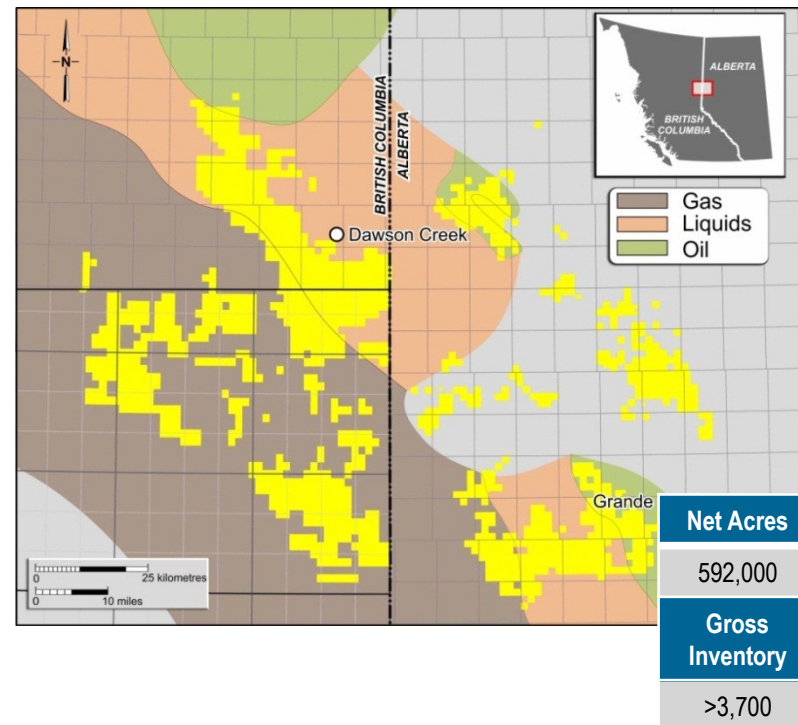 N
BRITISH COLUMBIA
ALBERTA
ALBERTA
BRITISH
COLUMBIA
Gas
Liquids
Oil
Dawson Creek
Grande
0 25 kilometres
0 10 miles
Net Acres
592,000
Gross
Inventory
>3,700